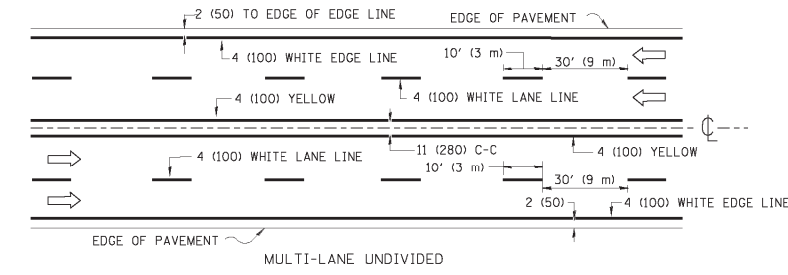 2 (50) TO EDGE OF EDGE LINE
EDGE OF PAVEMENT
4 (100) WHITE EDGE LINE
10' (3 m)
30' (9 m)
4 (100) YELLOW
4 (100) WHITE LANE LINE
℄
4 (100) WHITE LANE LINE
11 (280) C-C
4 (100) YELLOW
10' (3 m)
30' (9 m)
2 (50)
4 (100) WHITE EDGE LINE
EDGE OF PAVEMENT
MULTI-LANE UNDIVIDED